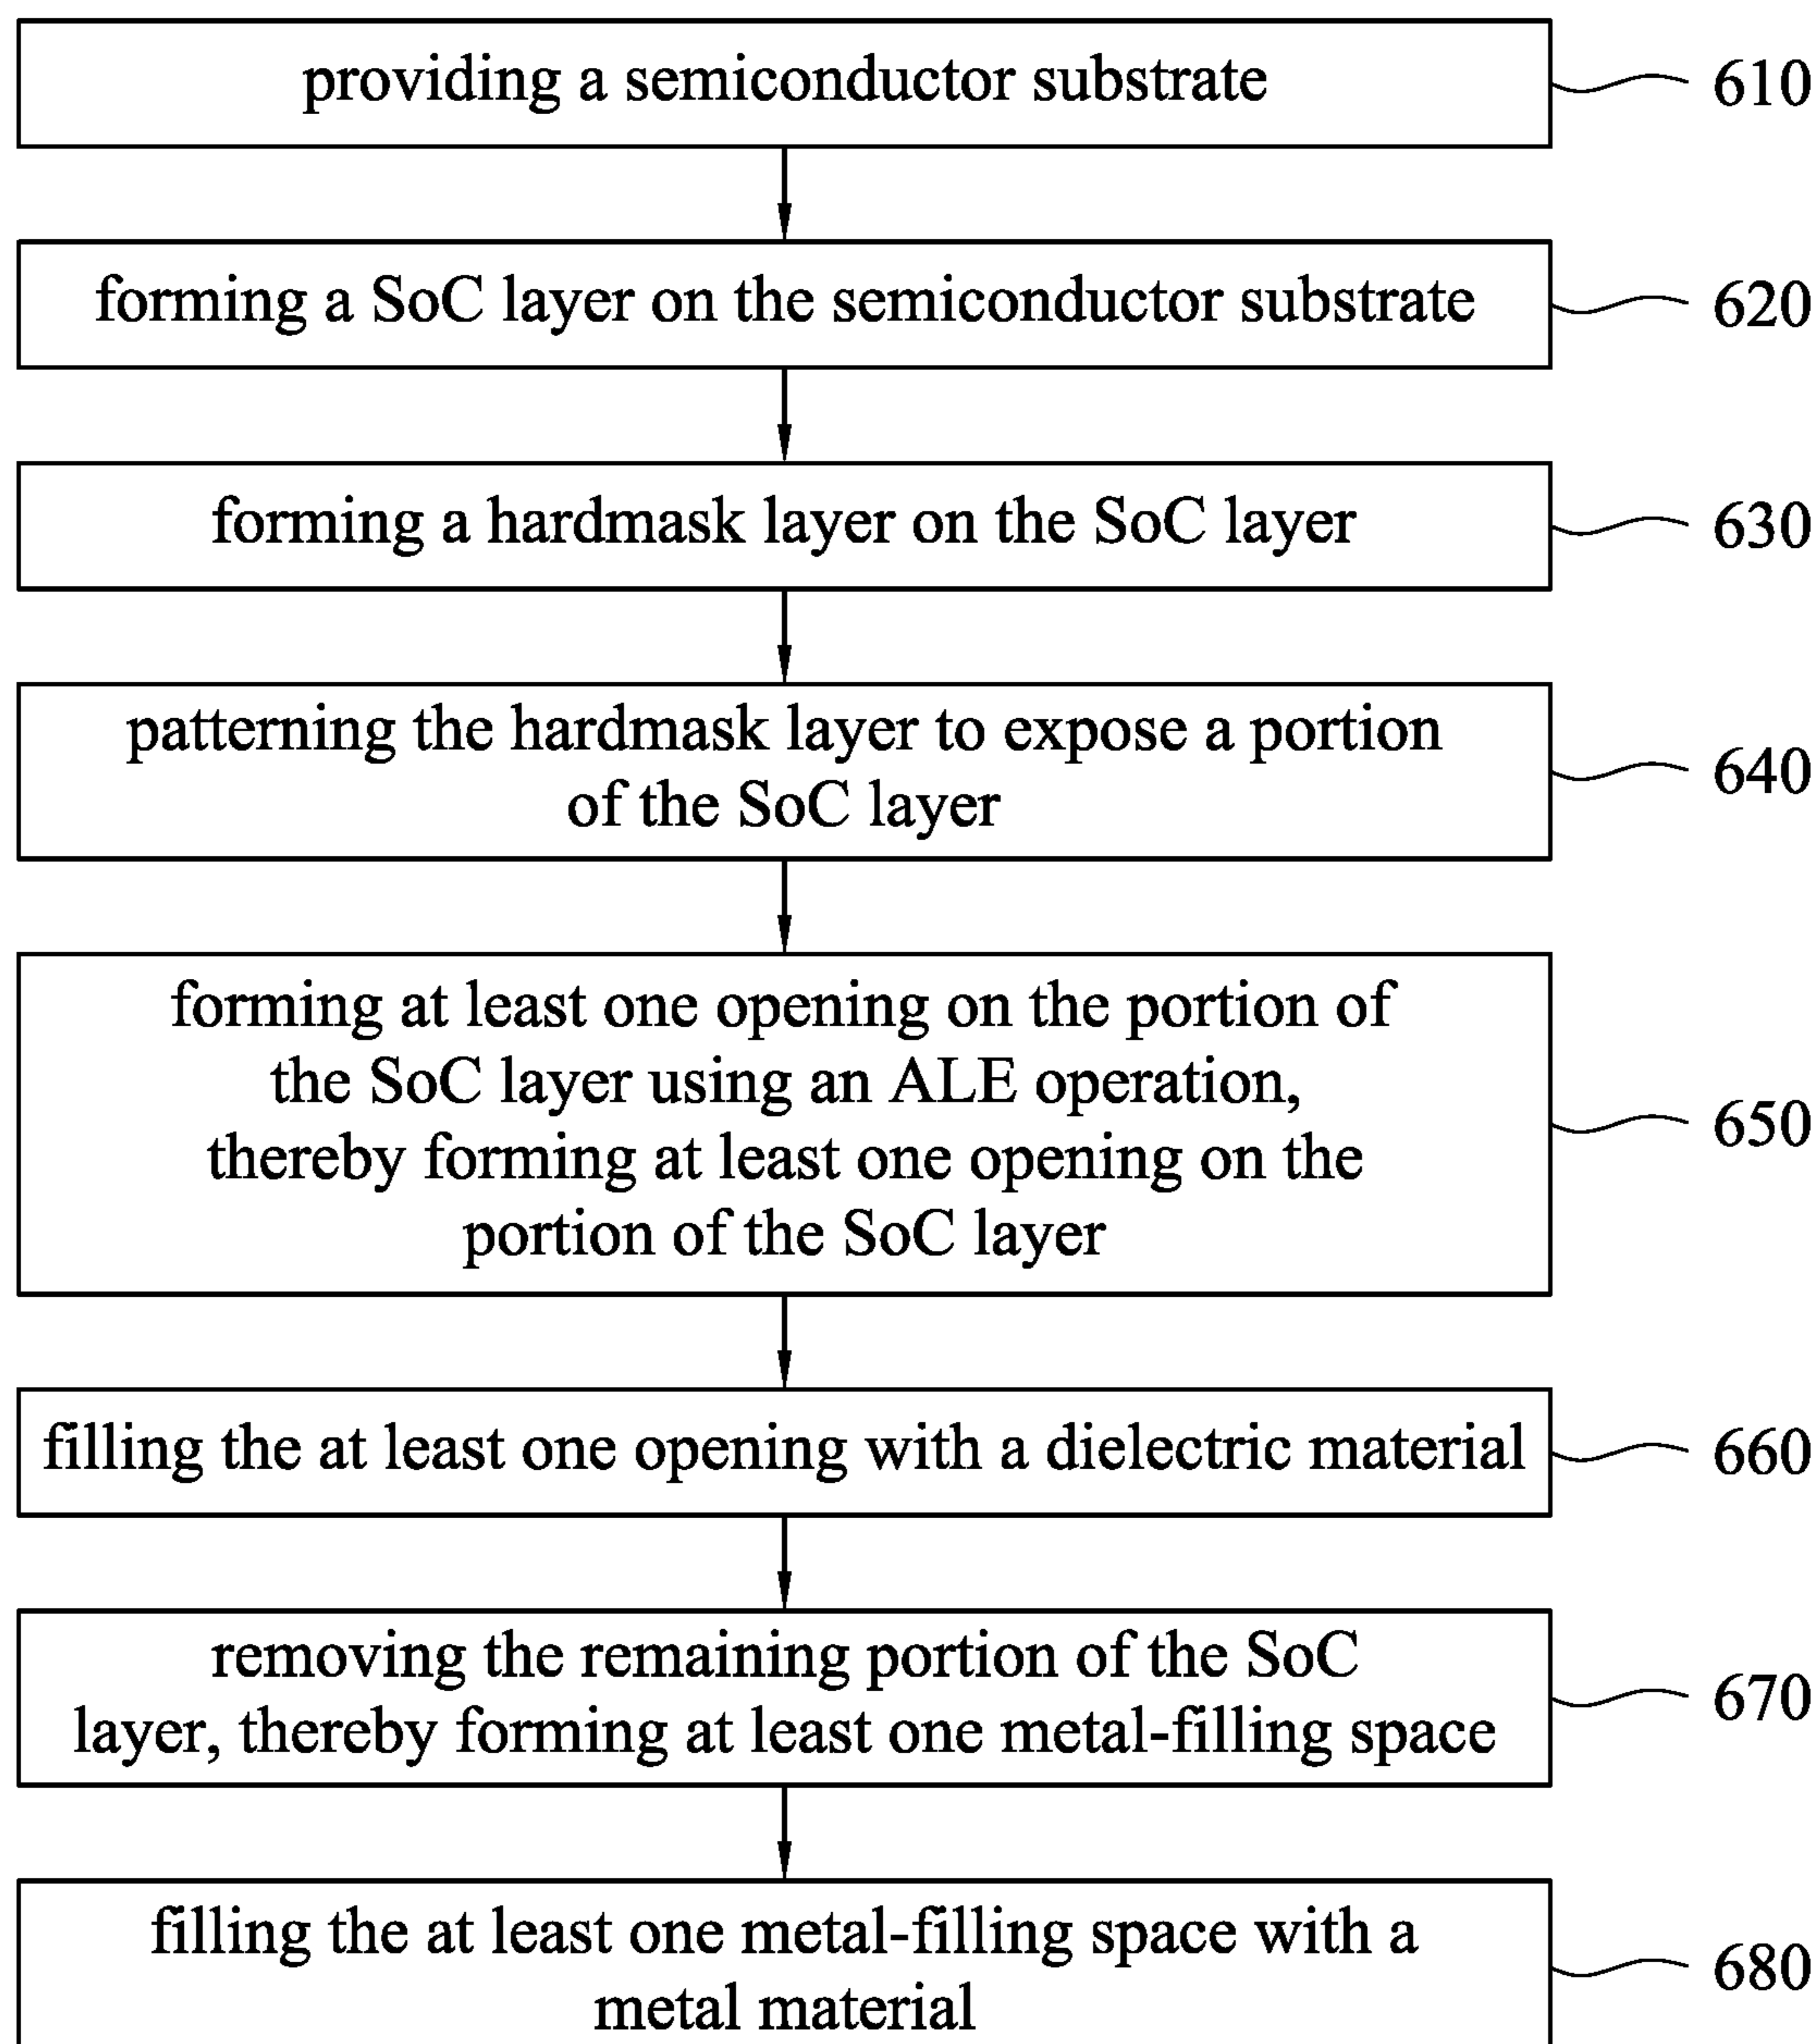 providing a semiconductor substrate
610
forming a SoC layer on the semiconductor substrate
620
forming a hardmask layer on the SoC layer
630
patterning the hardmask layer to expose a portion
of the SoC layer
640
forming at least one opening on the portion of
the SoC layer using an ALE operation,
thereby forming at least one opening on the
portion of the SoC layer
650
filling the at least one opening with a dielectric material
660
removing the remaining portion of the SoC
layer, thereby forming at least one metal-filling space
670
filling the at least one metal-filling space with a
metal material
680